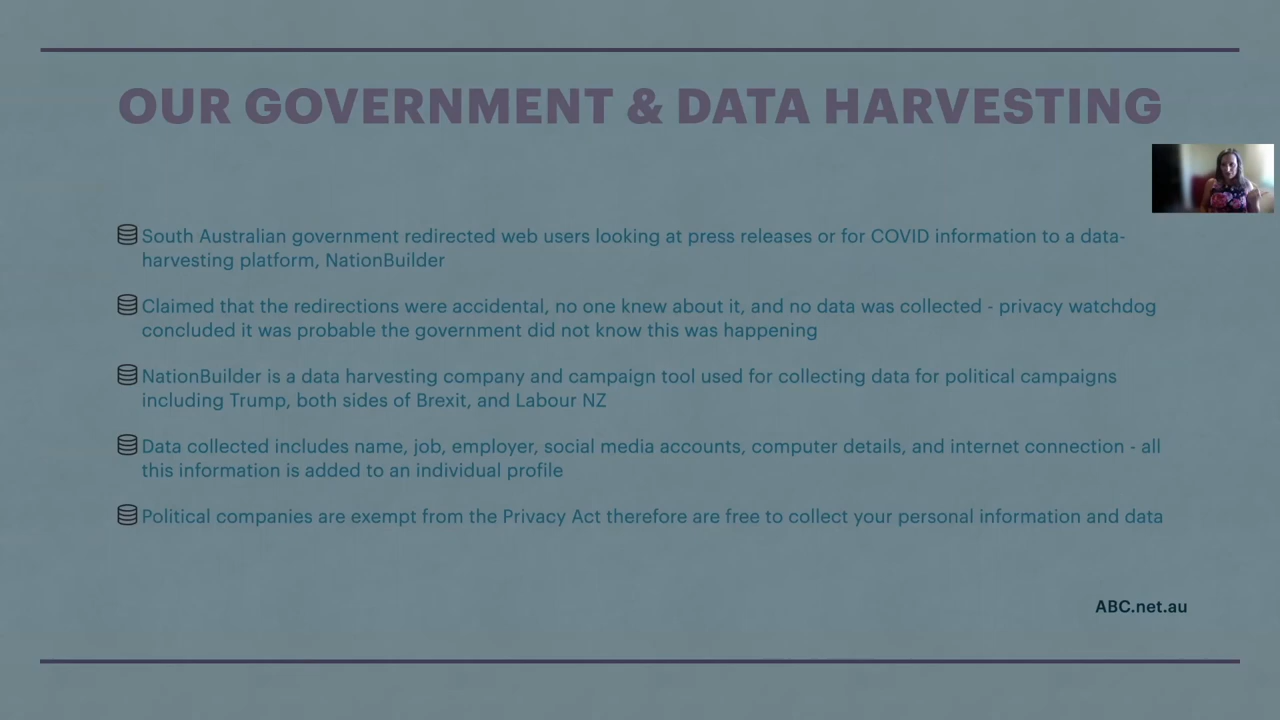 OUR GOVERNMENT & DATA HARVESTING
South Australian government redirected web users looking at press releases or for COVID information to a data-
harvesting platform, NationBuilder
Claimed that the redirections were accidental, no one knew about it, and no data was collected - privacy watchdog
concluded it was probable the government did not know this was happening
NationBuilder is a data harvesting company and campaign tool used for collecting data for political campaigns
including Trump, both sides of Brexit, and Labour NZ
Data collected includes name, job, employer, social media accounts, computer details, and internet connection - all
this information is added to an individual profile
Political companies are exempt from the Privacy Act therefore are free to collect your personal information and data
ABC.net.au